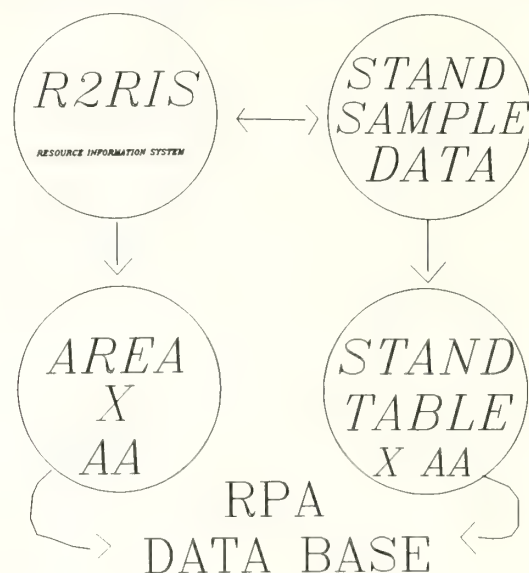 R2RIS
RESOURCE INFORMATION SYSTEM
STAND
SAMPLE
DATA
AREA
X
AA
STAND
TABLE
X AA
RPA
DATA BASE